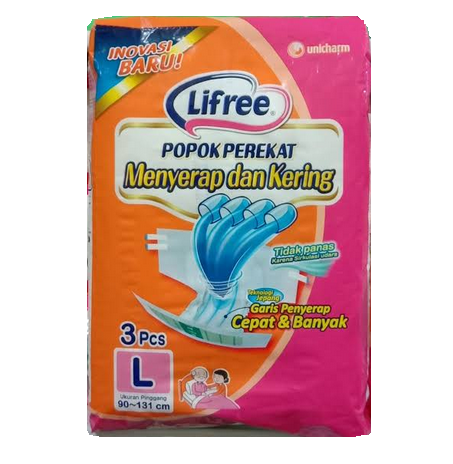 INOVASI
BARU!
unicharm
Lifree
POPOK PEREKAT
Menyerap dan Kering
Tidak panas
Karena Sirkulasi udara
Teknologi
Jepang
Garis Penyerap
Cepat & Banyak
3 Pcs
L
Ukuran Pinggang
90~131 cm